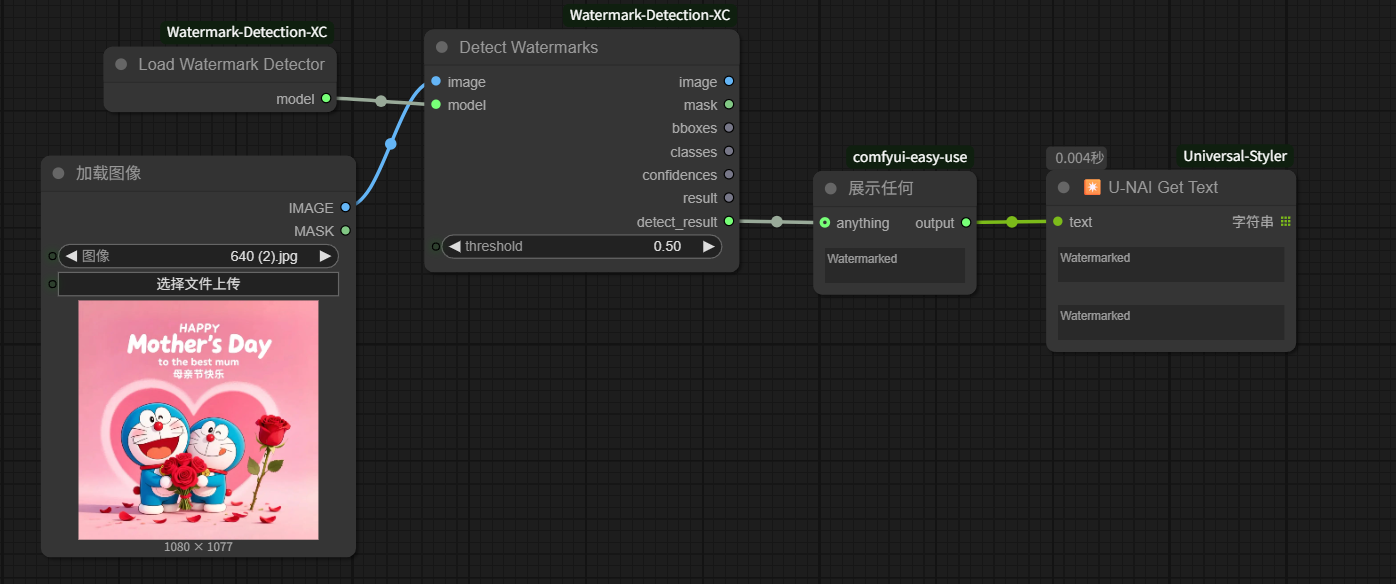 Watermark-Detection-XC
Load Watermark Detector
model
Watermark-Detection-XC
Detect Watermarks
image
model
image
mask
bboxes
classes
confidences
result
detect_result
threshold 0.50
加载图像
IMAGE
MASK
图像 640 (2).jpg
选择文件上传
HAPPY
Mother's Day
to the best mum
母亲节快乐
1080 × 1077
comfyui-easy-use
展示任何
anything output
Watermarked
0.004秒
Universal-Styler
U-NAI Get Text
text 字符串
Watermarked
Watermarked